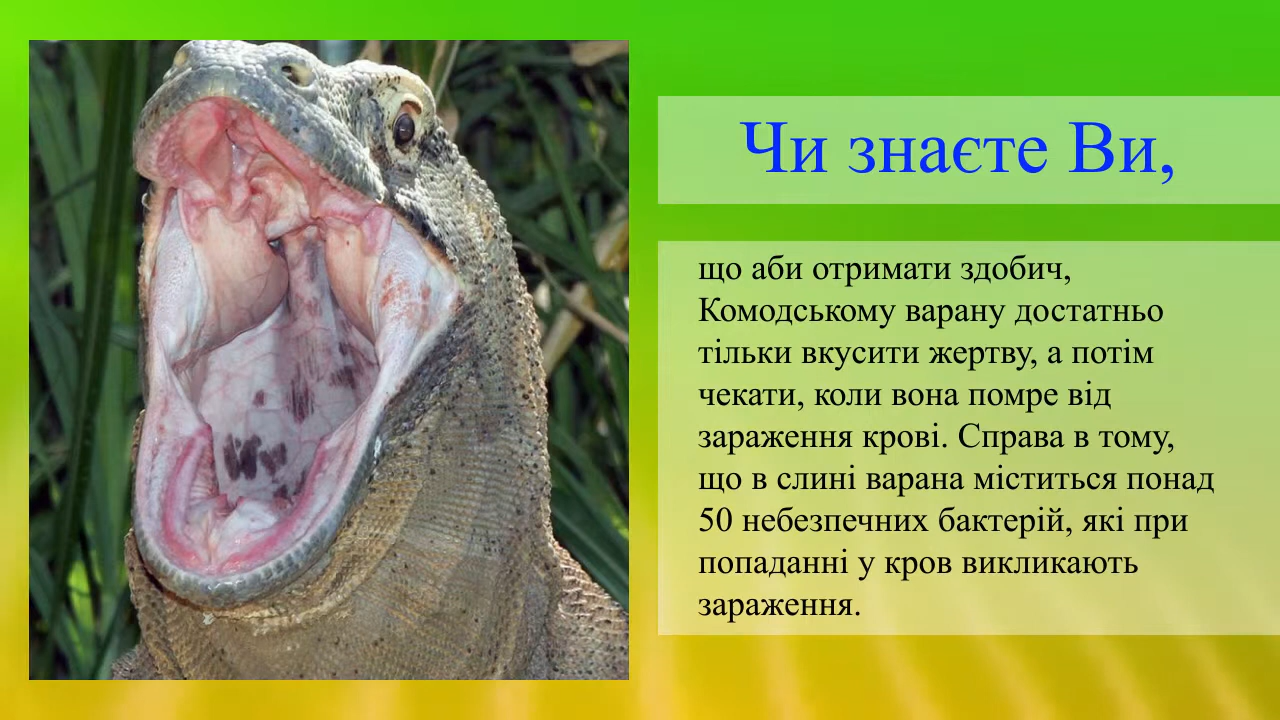 Чи знаєте Ви,
що аби отримати здобич,
Комодському варану достатньо
тільки вкусити жертву, а потім
чекати, коли вона помре від
зараження крові. Справа в тому,
що в слині варана міститься понад
50 небезпечних бактерій, які при
попаданні у кров викликають
зараження.